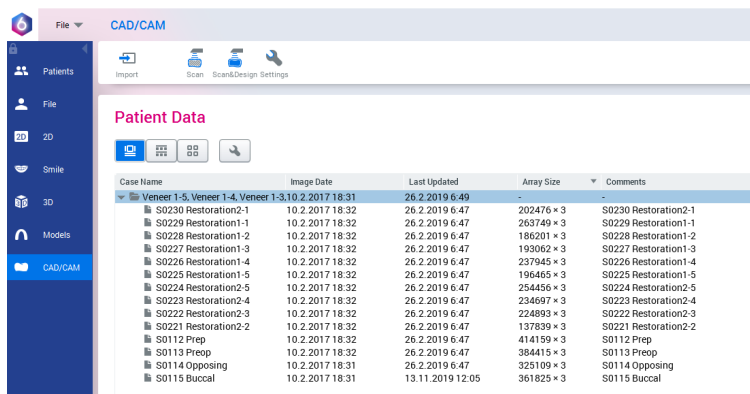 6 File CAD/CAM
Patients
Import Scan Scan&Design Settings
File
Patient Data
2D 2D
Smile
Case Name Image Date Last Updated Array Size Comments
3D Veneer 1-5, Veneer 1-4, Veneer 1-3, 10.2.2017 18:31 26.2.2019 6:49 - -
S0230 Restoration2-1 10.2.2017 18:32 26.2.2019 6:47 202476 × 3 S0230 Restoration2-1
S0229 Restoration1-1 10.2.2017 18:32 26.2.2019 6:47 263749 × 3 S0229 Restoration1-1
Models S0228 Restoration1-2 10.2.2017 18:32 26.2.2019 6:47 186201 × 3 S0228 Restoration1-2
S0227 Restoration1-3 10.2.2017 18:32 26.2.2019 6:47 193062 × 3 S0227 Restoration1-3
S0226 Restoration1-4 10.2.2017 18:32 26.2.2019 6:47 237945 × 3 S0226 Restoration1-4
CAD/CAM S0225 Restoration1-5 10.2.2017 18:32 26.2.2019 6:47 196465 × 3 S0225 Restoration1-5
S0224 Restoration2-5 10.2.2017 18:32 26.2.2019 6:47 254456 × 3 S0224 Restoration2-5
S0223 Restoration2-4 10.2.2017 18:32 26.2.2019 6:47 234697 × 3 S0223 Restoration2-4
S0222 Restoration2-3 10.2.2017 18:32 26.2.2019 6:47 224893 × 3 S0222 Restoration2-3
S0221 Restoration2-2 10.2.2017 18:32 26.2.2019 6:47 137839 × 3 S0221 Restoration2-2
S0112 Prep 10.2.2017 18:32 26.2.2019 6:47 414159 × 3 S0112 Prep
S0113 Preop 10.2.2017 18:32 26.2.2019 6:47 384415 × 3 S0113 Preop
S0114 Opposing 10.2.2017 18:31 26.2.2019 6:47 325109 × 3 S0114 Opposing
S0115 Buccal 10.2.2017 18:31 13.11.2019 12:05 361825 × 3 S0115 Buccal